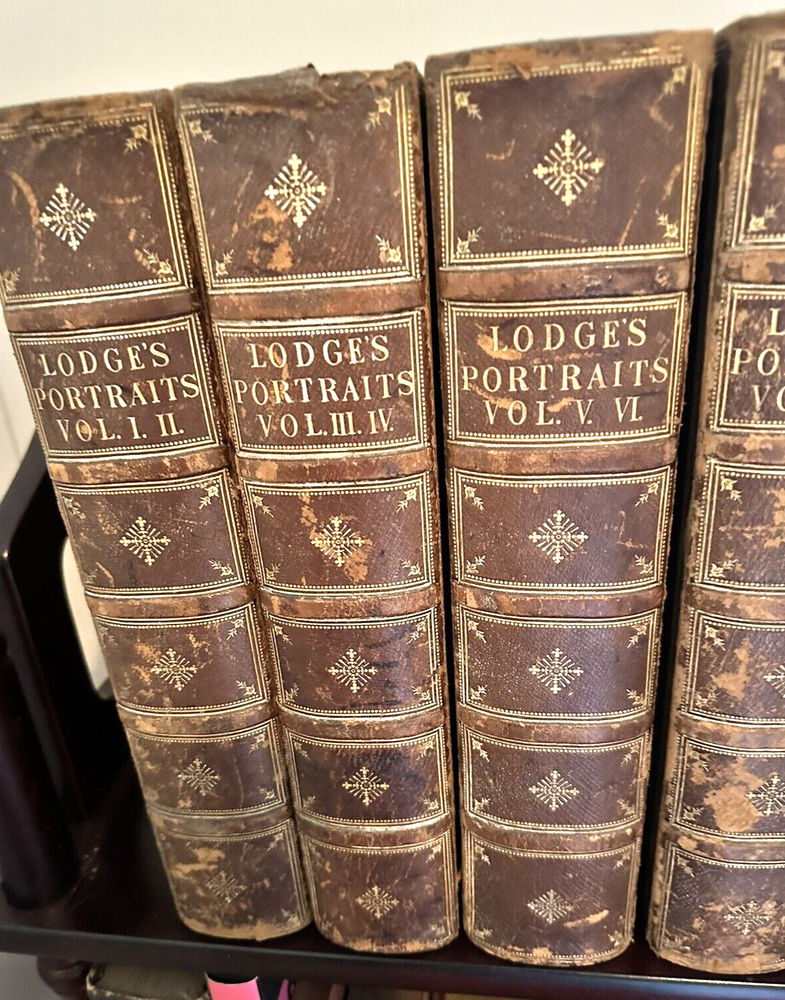 LODGE'S
PORTRAITS
VOL. I. II.
LODGE'S
PORTRAITS
VOL. III. IV.
LODGE'S
PORTRAITS
VOL. V. VI.